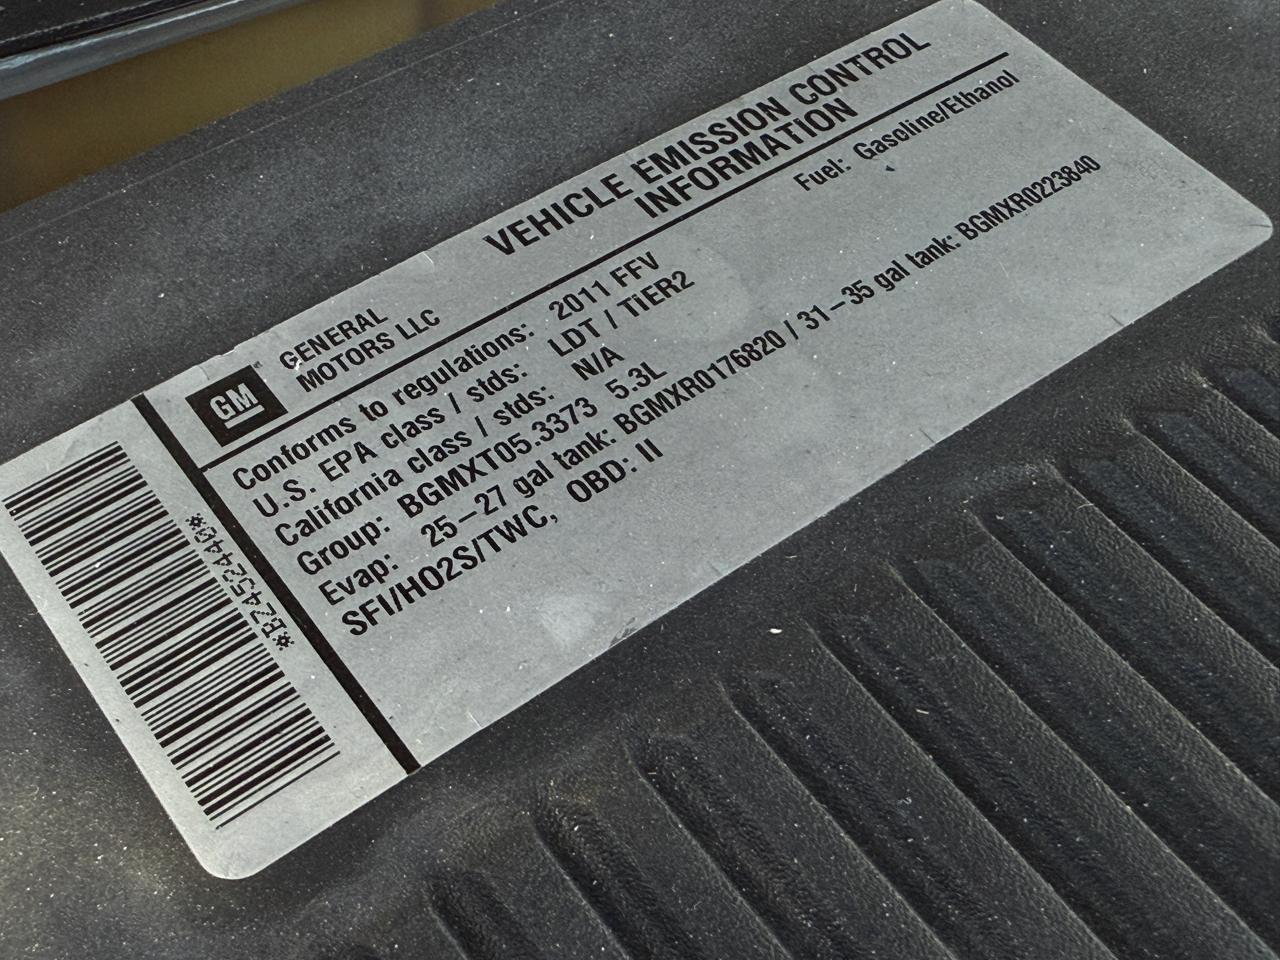 VEHICLE EMISSION CONTROL
INFORMATION
GM
GENERAL
MOTORS LLC
Fuel: Gasoline/Ethanol
Conforms to regulations: 2011 FFV
U.S. EPA class / stds: LDT / TiER2
California class / stds: N/A
Group: BGMXT05.3373 5.3L
Evap: 25–27 gal tank: BGMXR0176820 / 31–35 gal tank: BGMXR0223840
SFI/HO2S/TWC, OBD: II
*BZ452440*